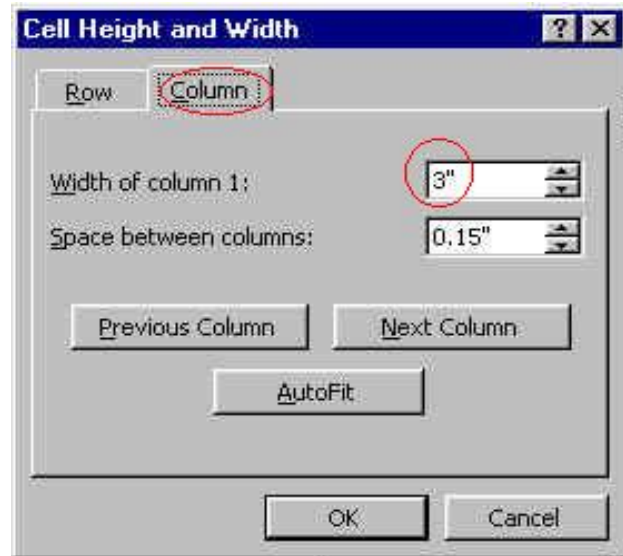 Cell Height and Width
Row Column
Width of column 1: 3"
Space between columns: 0.15"
Previous Column Next Column
AutoFit
OK Cancel